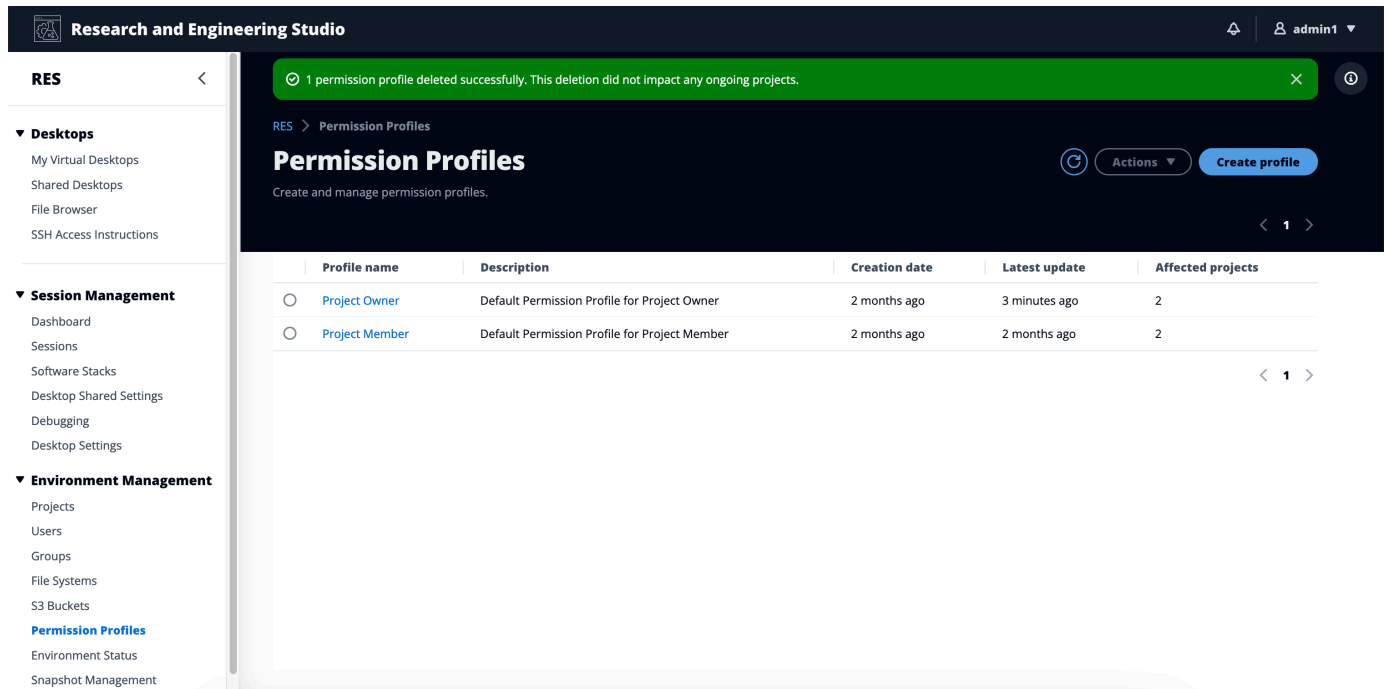 Research and Engineering Studio
admin1
RES
Desktops
My Virtual Desktops
Shared Desktops
File Browser
SSH Access Instructions
Session Management
Dashboard
Sessions
Software Stacks
Desktop Shared Settings
Debugging
Desktop Settings
Environment Management
Projects
Users
Groups
File Systems
S3 Buckets
Permission Profiles
Environment Status
Snapshot Management
1 permission profile deleted successfully. This deletion did not impact any ongoing projects.
RES > Permission Profiles
Permission Profiles
Actions
Create profile
Create and manage permission profiles.
1
Profile name Description Creation date Latest update Affected projects
Project Owner Default Permission Profile for Project Owner 2 months ago 3 minutes ago 2
Project Member Default Permission Profile for Project Member 2 months ago 2 months ago 2
1